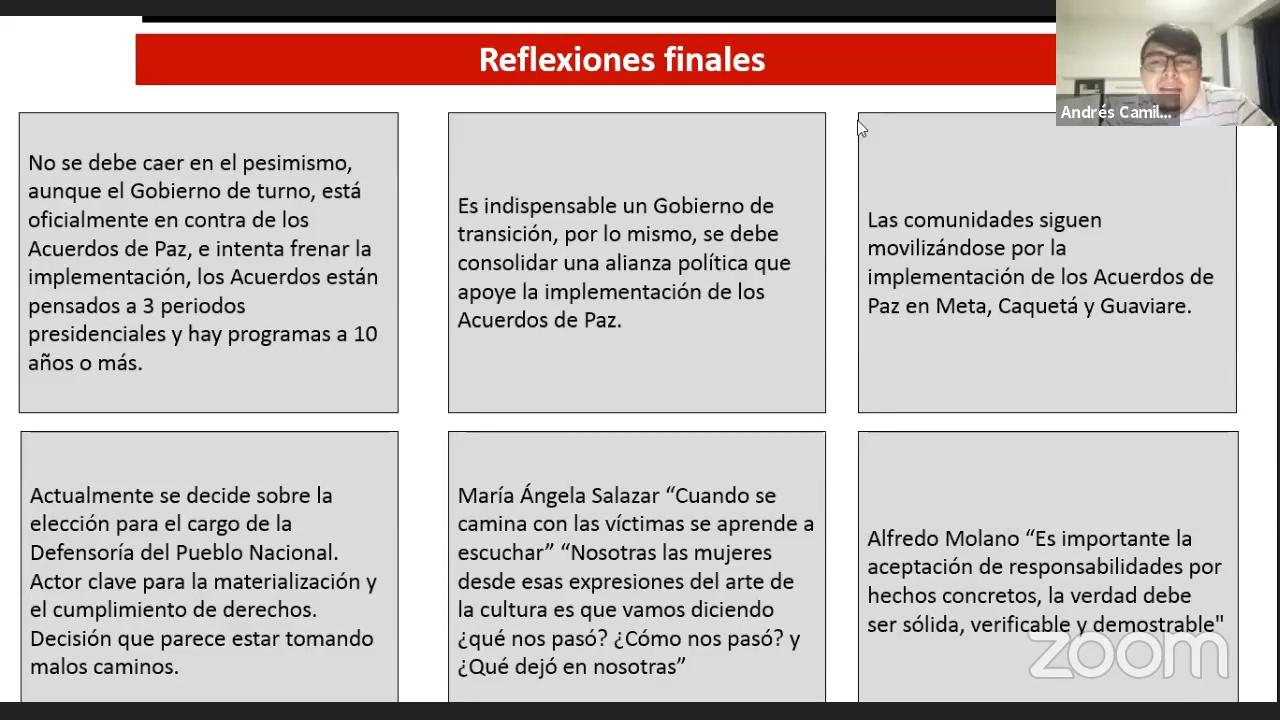 Reflexiones finales
Andrés Camil...
No se debe caer en el pesimismo,
aunque el Gobierno de turno, está
oficialmente en contra de los
Acuerdos de Paz, e intenta frenar la
implementación, los Acuerdos están
pensados a 3 periodos
presidenciales y hay programas a 10
años o más.
Es indispensable un Gobierno de
transición, por lo mismo, se debe
consolidar una alianza política que
apoye la implementación de los
Acuerdos de Paz.
Las comunidades siguen
movilizándose por la
implementación de los Acuerdos de
Paz en Meta, Caquetá y Guaviare.
Actualmente se decide sobre la
elección para el cargo de la
Defensoría del Pueblo Nacional.
Actor clave para la materialización y
el cumplimiento de derechos.
Decisión que parece estar tomando
malos caminos.
María Ángela Salazar “Cuando se
camina con las víctimas se aprende a
escuchar” “Nosotras las mujeres
desde esas expresiones del arte de
la cultura es que vamos diciendo
¿qué nos pasó? ¿Cómo nos pasó? y
¿Qué dejó en nosotras”
Alfredo Molano “Es importante la
aceptación de responsabilidades por
hechos concretos, la verdad debe
ser sólida, verificable y demostrable"
zoom